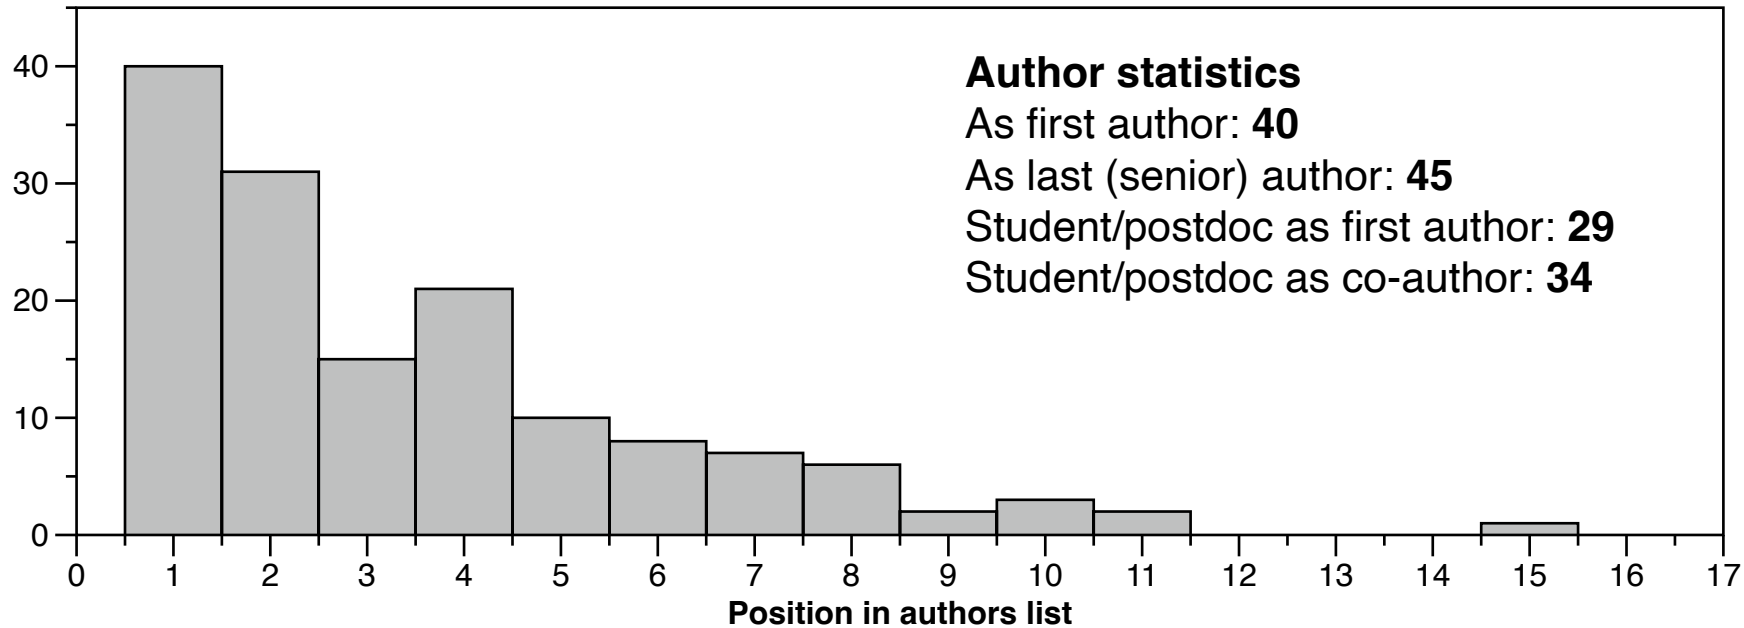 40
30
20
10
0
Author statistics
As first author: 40
As last (senior) author: 45
Student/postdoc as first author: 29
Student/postdoc as co-author: 34
0 1 2 3 4 5 6 7 8 9 10 11 12 13 14 15 16 17
Position in authors list